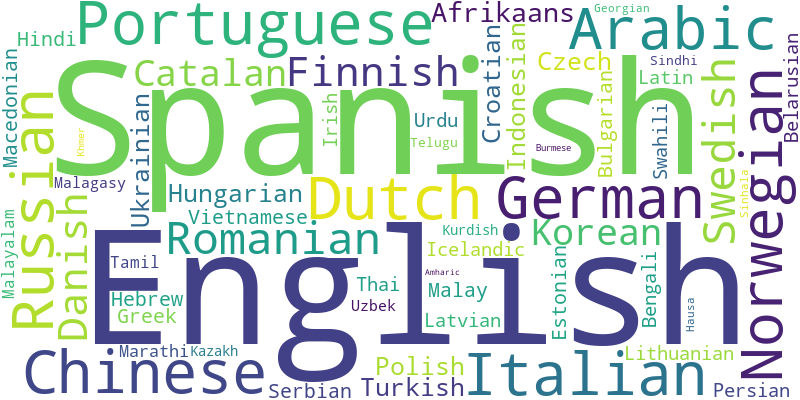 Portuguese
Afrikaans
Georgian
Arabic
Hindi
Macedonian
Spanish
Catalan
Finnish
Croatian
Indonesian
Czech
Sindhi
Latin
Belarusian
Russian
Ukrainian
Khmer
Irish
Urdu
Telugu
Burmese
Bulgarian
Swahili
Swedish
Norwegian
Malagasy
Hungarian
Dutch
German
Sinhala
Malayalam
Danish
Vietnamese
Romanian
Kurdish
Korean
Icelandic
English
Tamil
Thai
Amharic
Malay
Estonian
Bengali
Hausa
Hebrew
Uzbek
Greek
Latvian
Marathi
Kazakh
Lithuanian
Chinese
Serbian
Polish
Turkish
Italian
Persian